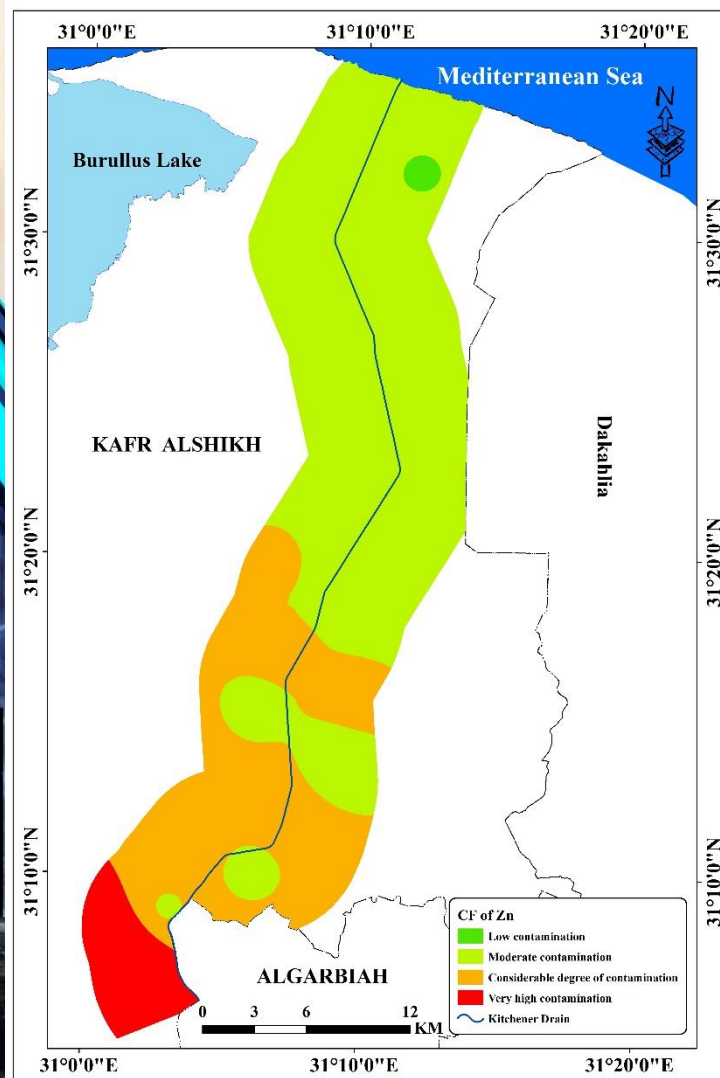 31°0'0"E 31°10'0"E 31°20'0"E
Mediterranean Sea
N
Burullus Lake
31°30'0"N 31°30'0"N
KAFR ALSHIKH
Dakahlia
31°20'0"N 31°20'0"N
31°10'0"N 31°10'0"N
ALGARBIAH
CF of Zn
Low contamination
Moderate contamination
Considerable degree of contamination
Very high contamination
Kitchener Drain
0 3 6 12
KM
31°0'0"E 31°10'0"E 31°20'0"E